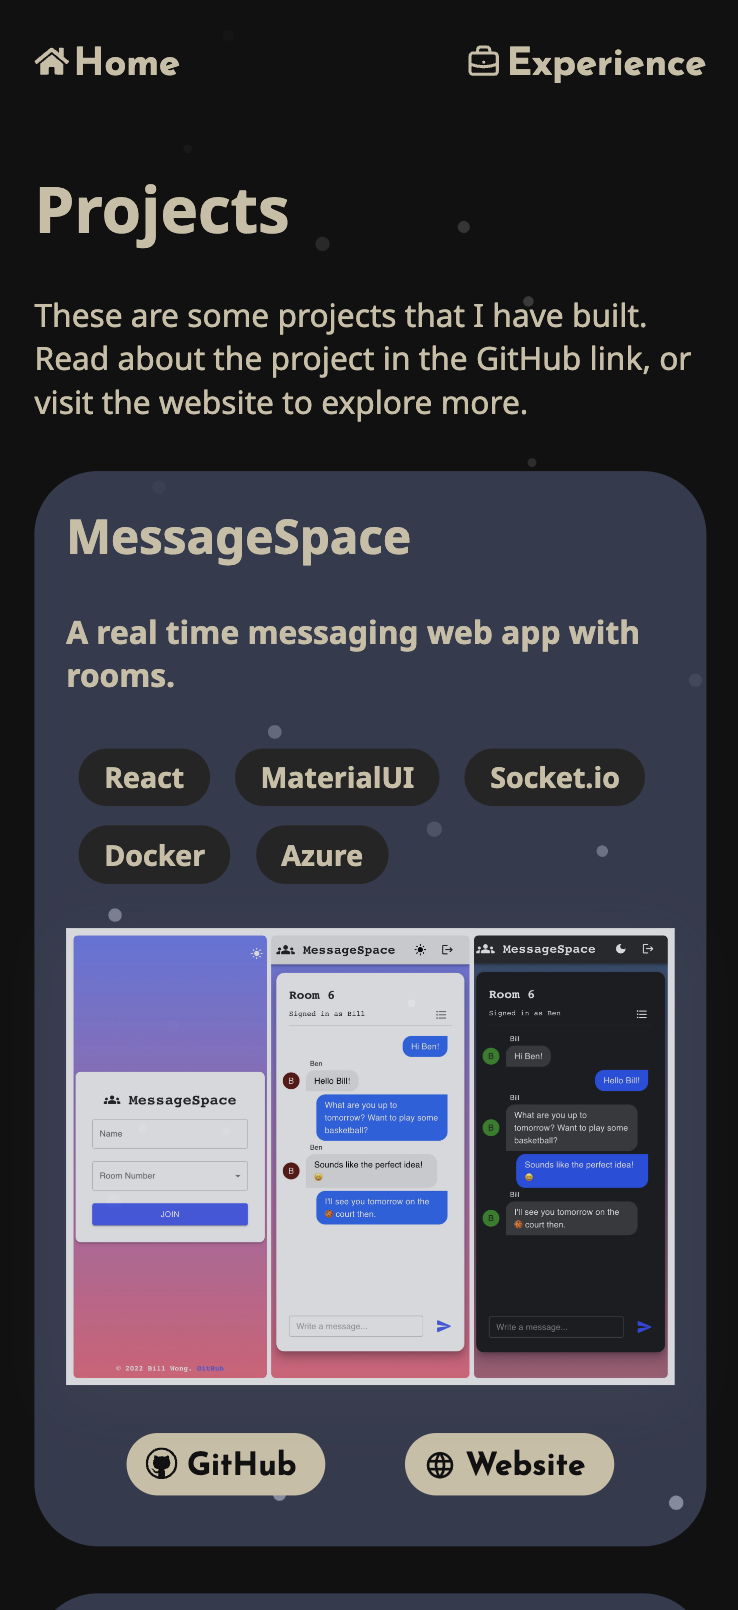 Home
Experience
Projects
These are some projects that I have built.
Read about the project in the GitHub link, or
visit the website to explore more.
MessageSpace
A real time messaging web app with
rooms.
React
MaterialUI
Socket.io
Docker
Azure
MessageSpace
Name
Room Number
JOIN
© 2022 Bill Wong. GitHub
MessageSpace
Room 6
Signed in as Bill
Hi Ben!
Ben
B
Hello Bill!
What are you up to
tomorrow? Want to play some
basketball?
Ben
B
Sounds like the perfect idea!
😄
I'll see you tomorrow on the
🏀 court then.
Write a message...
MessageSpace
Room 6
Signed in as Ben
Bill
B
Hi Ben!
Hello Bill!
Bill
B
What are you up to
tomorrow? Want to play some
basketball?
Sounds like the perfect idea!
😄
Bill
B
I'll see you tomorrow on the
🏀 court then.
Write a message...
GitHub
Website